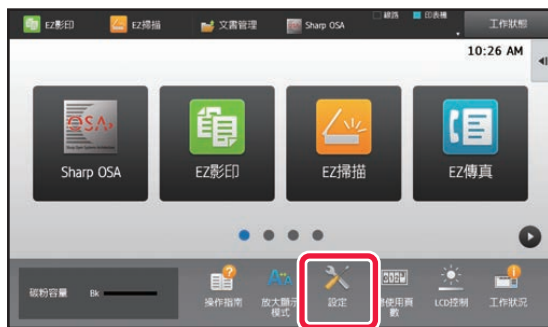 EZ影印
EZ掃描
文書管理
Sharp OSA
線路
印表機
工作狀態
10:26 AM
OSA
Sharp OSA
EZ影印
EZ掃描
EZ傳真
碳粉容量
Bk
操作指南
放大顯示
模式
設定
使用頁
數
LCD控制
工作狀況